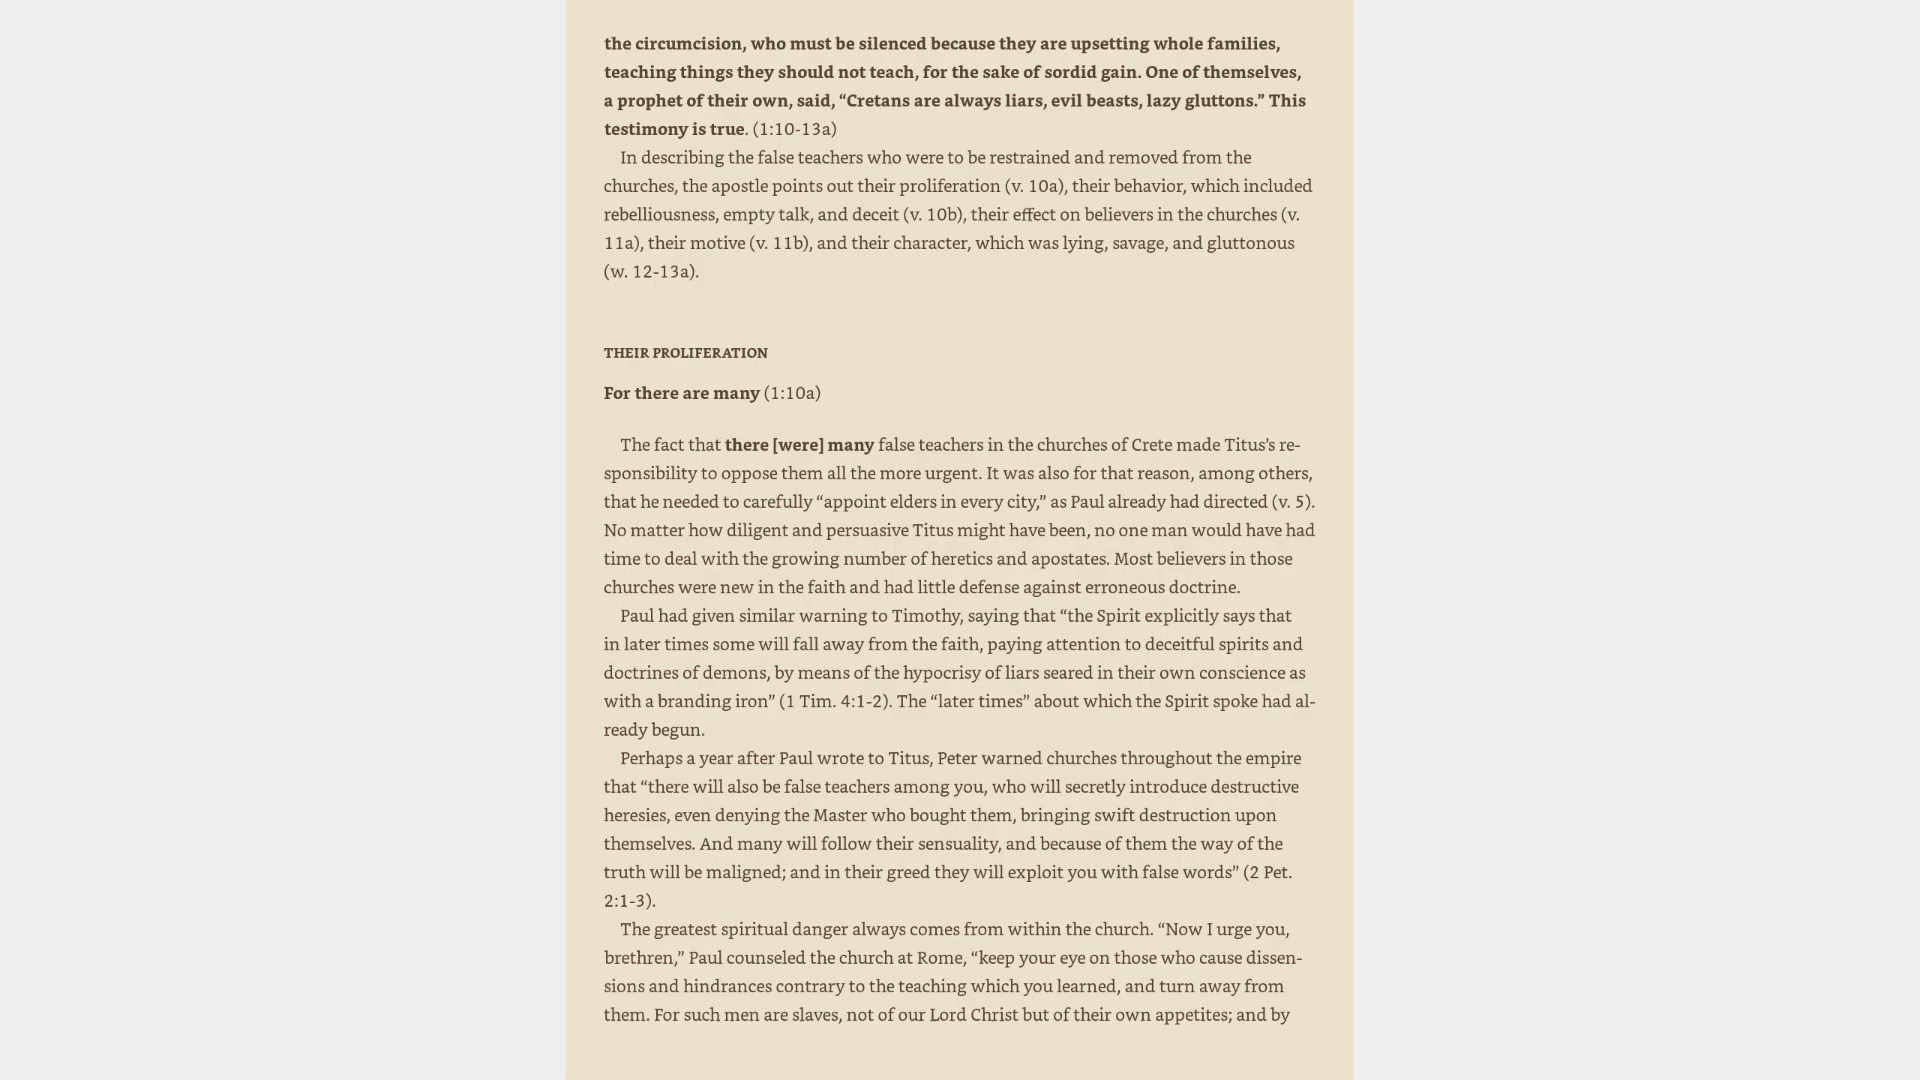 the circumcision, who must be silenced because they are upsetting whole families,
teaching things they should not teach, for the sake of sordid gain. One of themselves,
a prophet of their own, said, “Cretans are always liars, evil beasts, lazy gluttons.” This
testimony is true. (1:10-13a)
In describing the false teachers who were to be restrained and removed from the
churches, the apostle points out their proliferation (v. 10a), their behavior, which included
rebelliousness, empty talk, and deceit (v. 10b), their effect on believers in the churches (v.
11a), their motive (v. 11b), and their character, which was lying, savage, and gluttonous
(w. 12-13a).
THEIR PROLIFERATION
For there are many (1:10a)
The fact that there [were] many false teachers in the churches of Crete made Titus’s re-
sponsibility to oppose them all the more urgent. It was also for that reason, among others,
that he needed to carefully “appoint elders in every city,” as Paul already had directed (v. 5).
No matter how diligent and persuasive Titus might have been, no one man would have had
time to deal with the growing number of heretics and apostates. Most believers in those
churches were new in the faith and had little defense against erroneous doctrine.
Paul had given similar warning to Timothy, saying that “the Spirit explicitly says that
in later times some will fall away from the faith, paying attention to deceitful spirits and
doctrines of demons, by means of the hypocrisy of liars seared in their own conscience as
with a branding iron” (1 Tim. 4:1-2). The “later times” about which the Spirit spoke had al-
ready begun.
Perhaps a year after Paul wrote to Titus, Peter warned churches throughout the empire
that “there will also be false teachers among you, who will secretly introduce destructive
heresies, even denying the Master who bought them, bringing swift destruction upon
themselves. And many will follow their sensuality, and because of them the way of the
truth will be maligned; and in their greed they will exploit you with false words” (2 Pet.
2:1-3).
The greatest spiritual danger always comes from within the church. “Now I urge you,
brethren,” Paul counseled the church at Rome, “keep your eye on those who cause dissen-
sions and hindrances contrary to the teaching which you learned, and turn away from
them. For such men are slaves, not of our Lord Christ but of their own appetites; and by